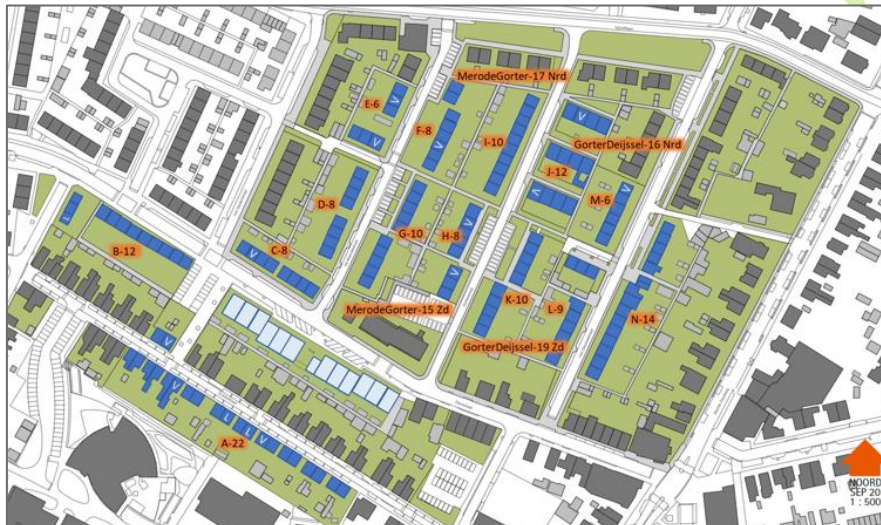 MerodeGorter-17 Nrd
E-6
V
F-8
V
V
I-10
V
GorterDeijssel-16 Nrd
J-12
M-6
V
V
D-8
L
G-10
H-8
V
B-12
C-8
V
V
MerodeGorter-15 Zd
K-10
L-9
N-14
GorterDeijssel-19 Zd
V
V
L
L
V
A-22
NOORD
SEP 20
1 : 500